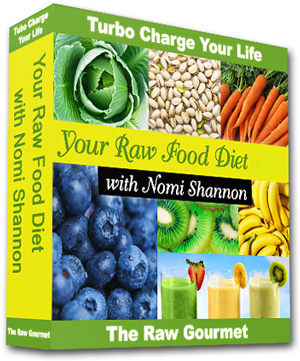 Turbo Charge Your Life
Your Raw Food Diet
with Nomi Shannon
The Raw Gourmet
Turbo Charge
Your Life
Your Raw Food Diet
with Nomi Shannon
The Raw Gourmet